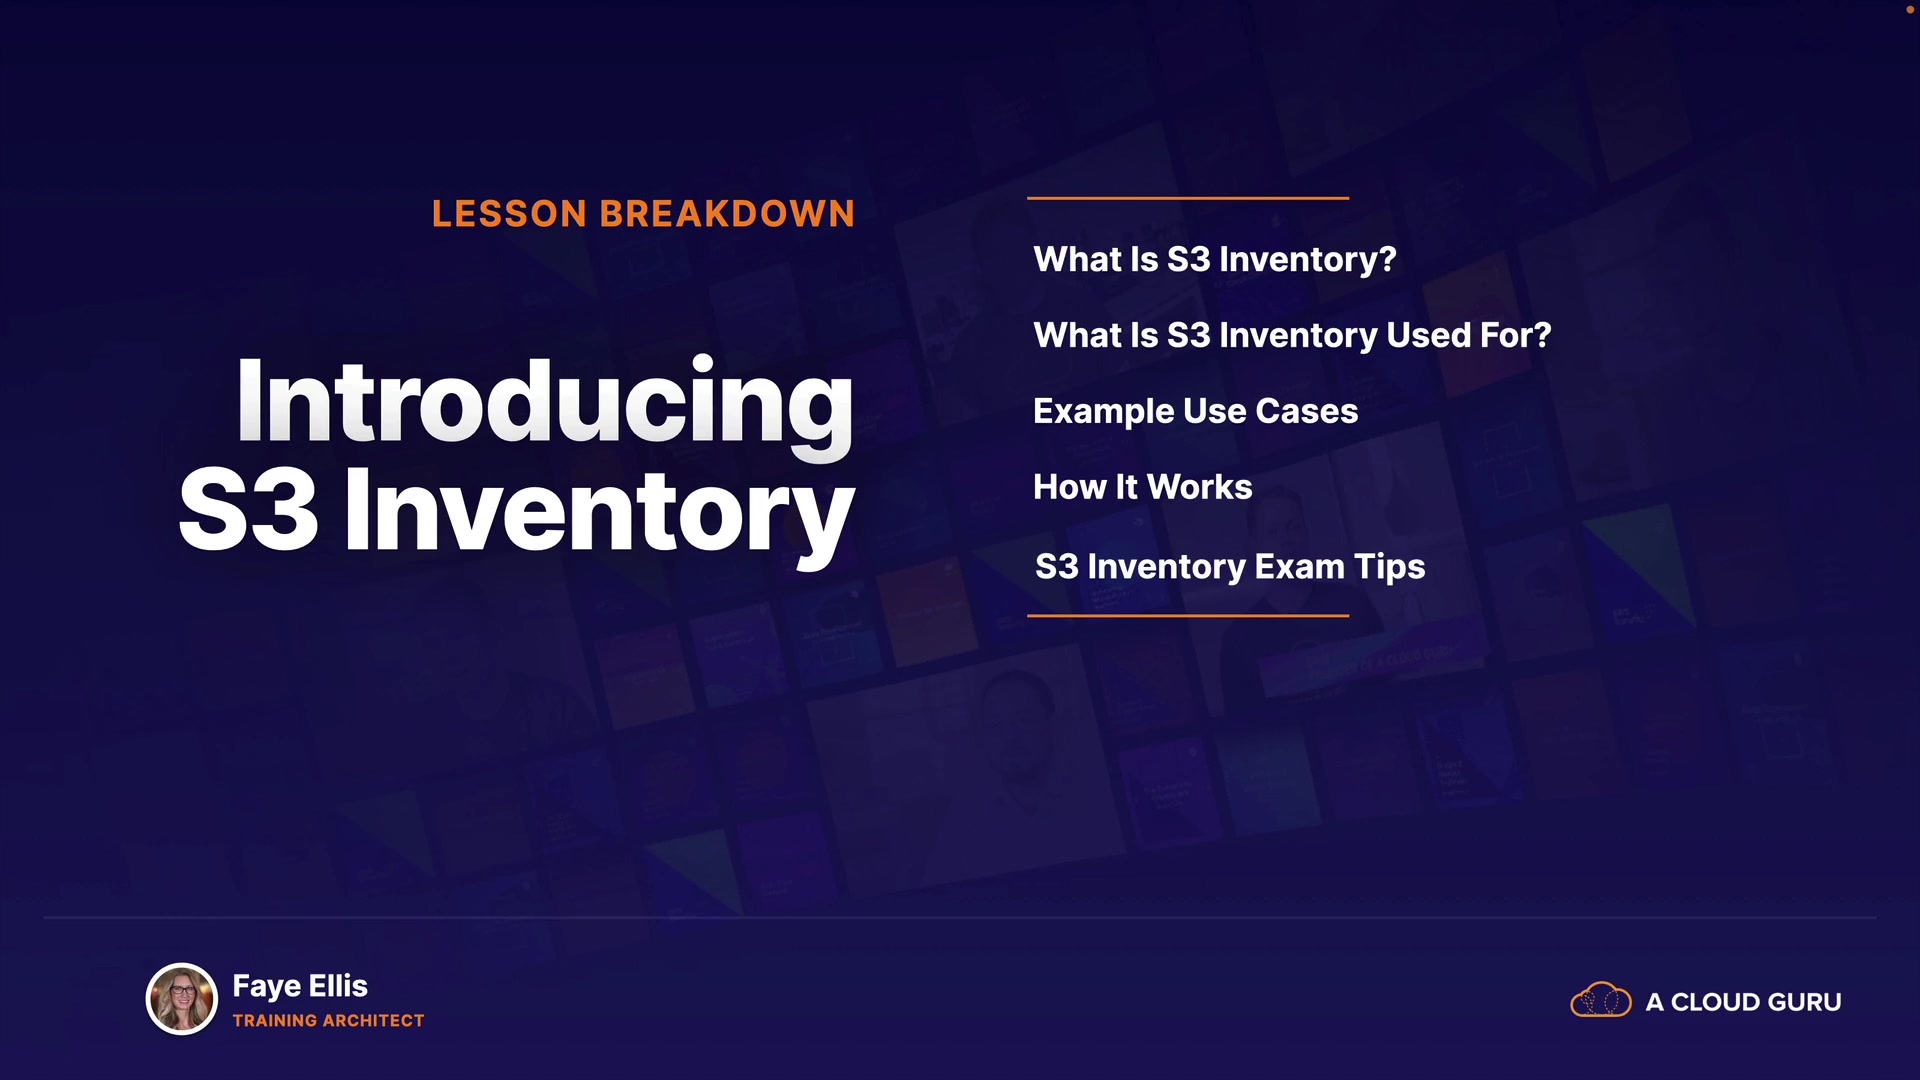 LESSON BREAKDOWN
Introducing
S3 Inventory
What Is S3 Inventory?
What Is S3 Inventory Used For?
Example Use Cases
How It Works
S3 Inventory Exam Tips
Faye Ellis
TRAINING ARCHITECT
A CLOUD GURU